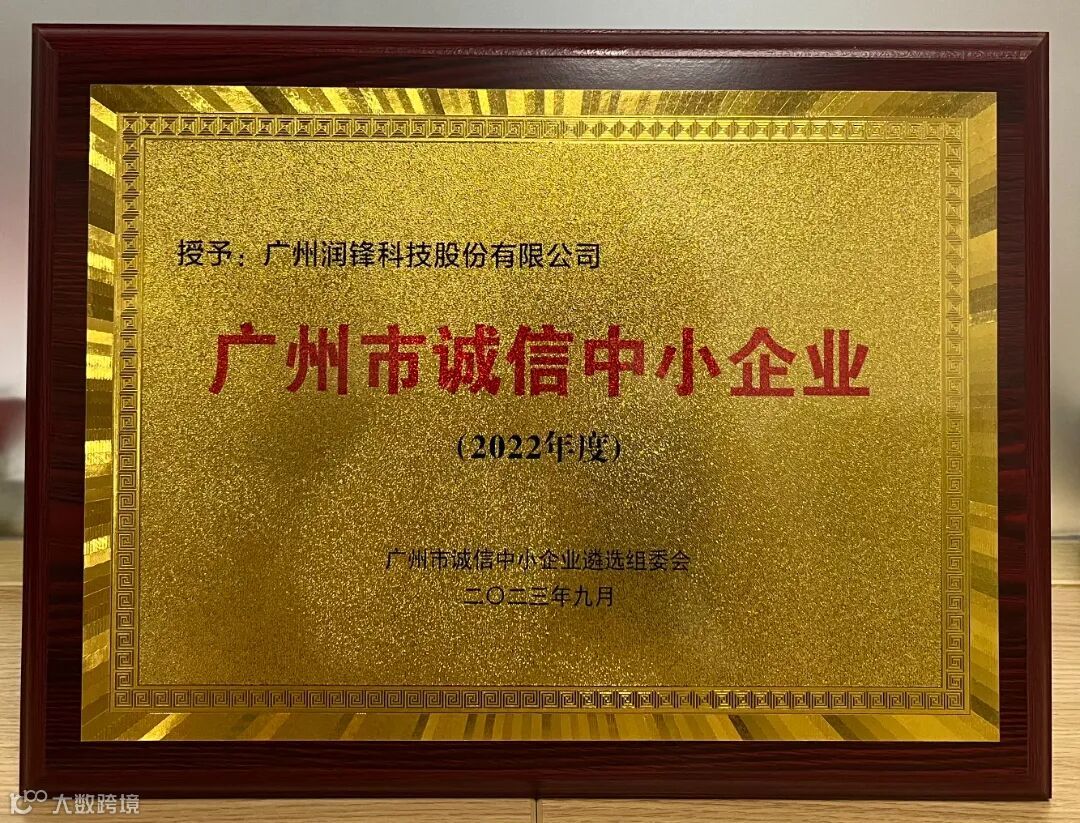 授予：广州润锋科技股份有限公司
广州市诚信中小企业
（2022年度）
广州市诚信中小企业遴选组委会
二〇二三年九月
大数跨境